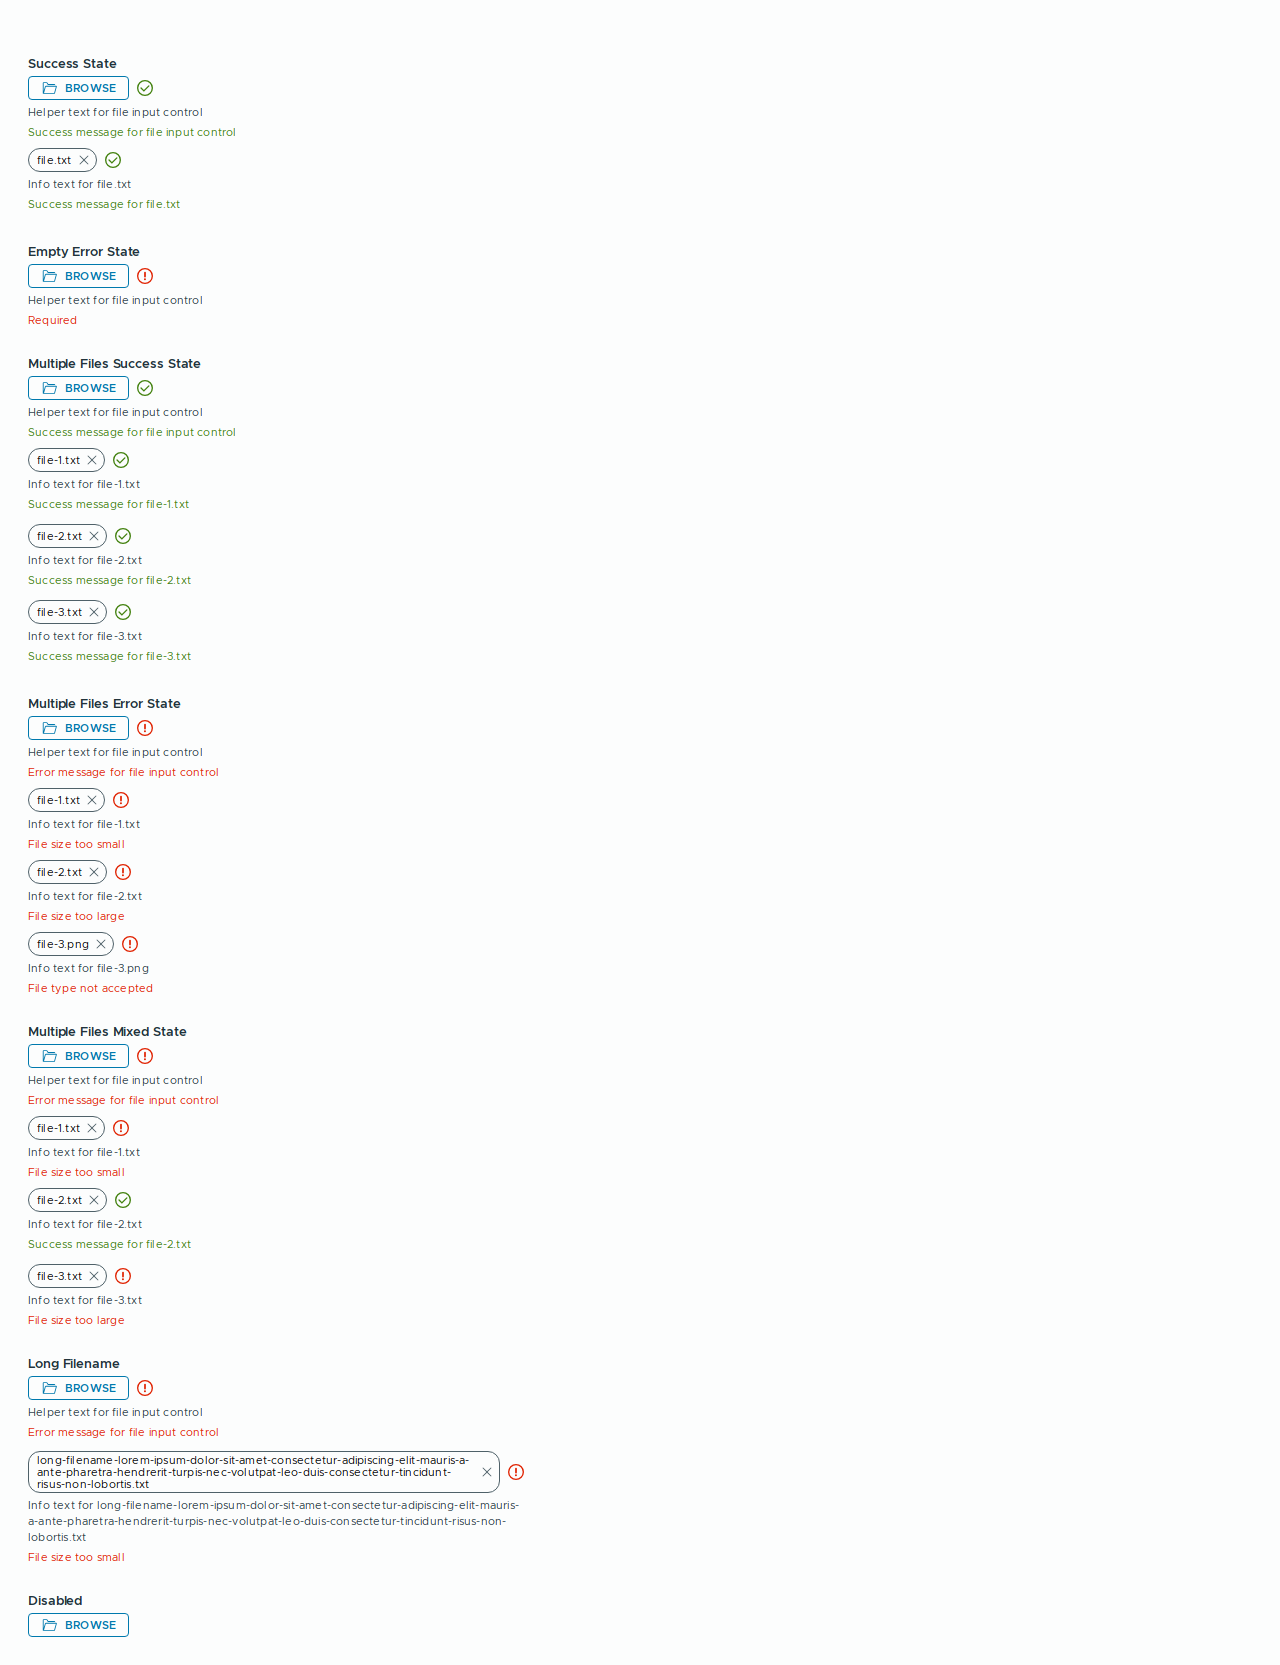 Success State
BROWSE
Helper text for file input control
Success message for file input control
file.txt
Info text for file.txt
Success message for file.txt
Empty Error State
BROWSE
Helper text for file input control
Required
Multiple Files Success State
BROWSE
Helper text for file input control
Success message for file input control
file-1.txt
Info text for file-1.txt
Success message for file-1.txt
file-2.txt
Info text for file-2.txt
Success message for file-2.txt
file-3.txt
Info text for file-3.txt
Success message for file-3.txt
Multiple Files Error State
BROWSE
Helper text for file input control
Error message for file input control
file-1.txt
Info text for file-1.txt
File size too small
file-2.txt
Info text for file-2.txt
File size too large
file-3.png
Info text for file-3.png
File type not accepted
Multiple Files Mixed State
BROWSE
Helper text for file input control
Error message for file input control
file-1.txt
Info text for file-1.txt
File size too small
file-2.txt
Info text for file-2.txt
Success message for file-2.txt
file-3.txt
Info text for file-3.txt
File size too large
Long Filename
BROWSE
Helper text for file input control
Error message for file input control
long-filename-lorem-ipsum-dolor-sit-amet-consectetur-adipiscing-elit-mauris-a-
ante-pharetra-hendrerit-turpis-nec-volutpat-leo-duis-consectetur-tincidunt-
risus-non-lobortis.txt
Info text for long-filename-lorem-ipsum-dolor-sit-amet-consectetur-adipiscing-elit-mauris-
a-ante-pharetra-hendrerit-turpis-nec-volutpat-leo-duis-consectetur-tincidunt-risus-non-
lobortis.txt
File size too small
Disabled
BROWSE